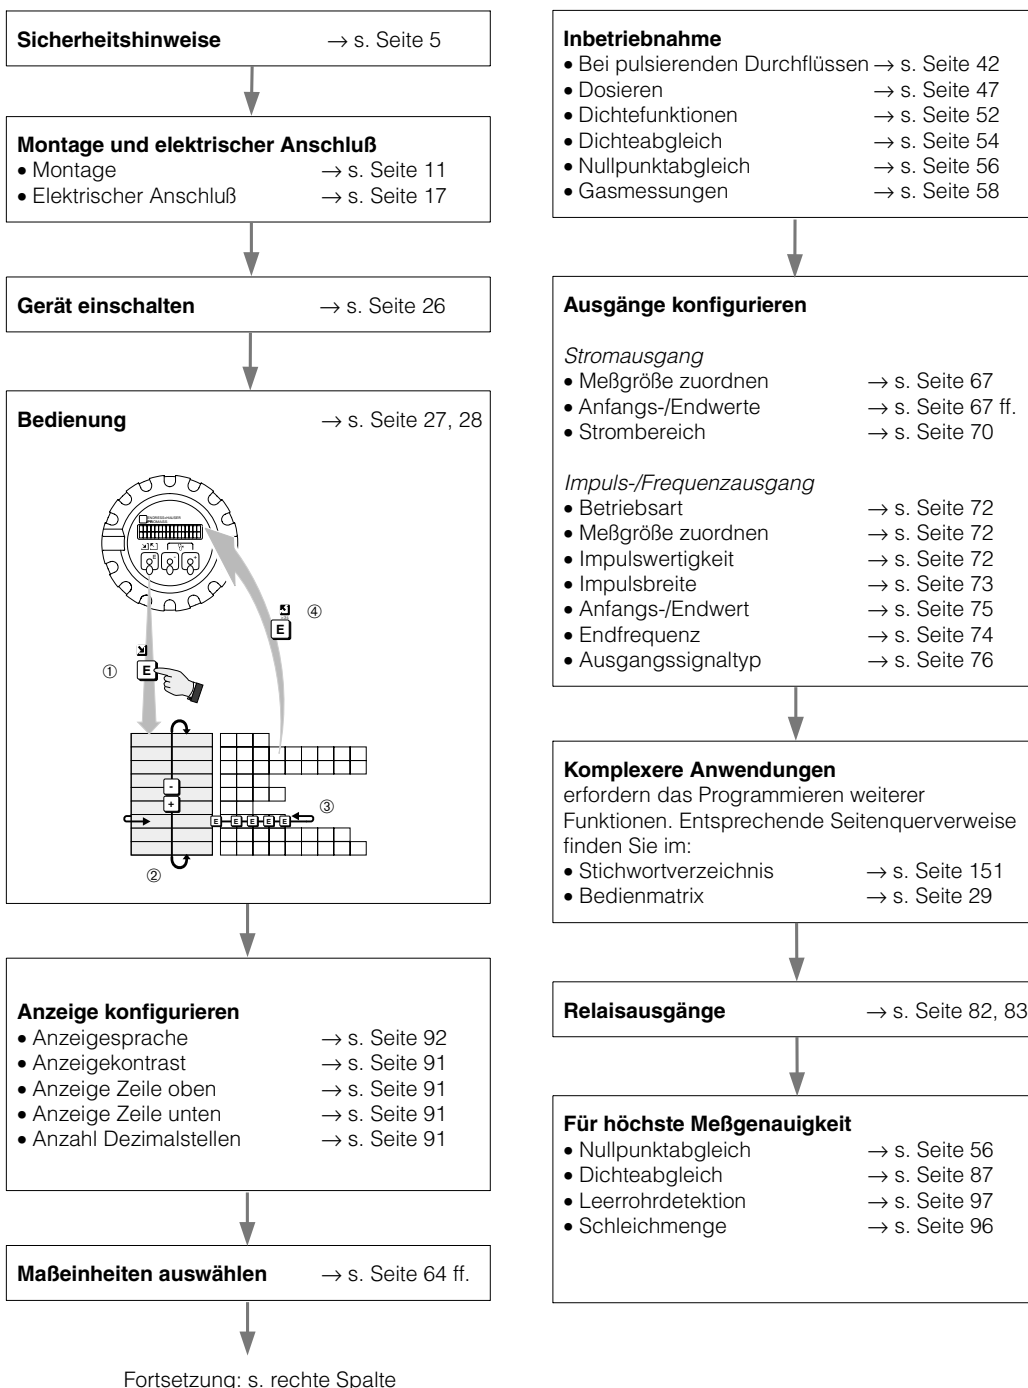 Sicherheitshinweise → s. Seite 5
Montage und elektrischer Anschluß
• Montage → s. Seite 11
• Elektrischer Anschluß → s. Seite 17
Gerät einschalten → s. Seite 26
Bedienung → s. Seite 27, 28
E - +
④
E
①
E
-
+
③
E E E E E
②
Anzeige konfigurieren
• Anzeigesprache → s. Seite 92
• Anzeigekontrast → s. Seite 91
• Anzeige Zeile oben → s. Seite 91
• Anzeige Zeile unten → s. Seite 91
• Anzahl Dezimalstellen → s. Seite 91
Maßeinheiten auswählen → s. Seite 64 ff.
Fortsetzung: s. rechte Spalte
Inbetriebnahme
• Bei pulsierenden Durchflüssen → s. Seite 42
• Dosieren → s. Seite 47
• Dichtefunktionen → s. Seite 52
• Dichteabgleich → s. Seite 54
• Nullpunktabgleich → s. Seite 56
• Gasmessungen → s. Seite 58
Ausgänge konfigurieren
Stromausgang
• Meßgröße zuordnen → s. Seite 67
• Anfangs-/Endwerte → s. Seite 67 ff.
• Strombereich → s. Seite 70
Impuls-/Frequenzausgang
• Betriebsart → s. Seite 72
• Meßgröße zuordnen → s. Seite 72
• Impulswertigkeit → s. Seite 72
• Impulsbreite → s. Seite 73
• Anfangs-/Endwert → s. Seite 75
• Endfrequenz → s. Seite 74
• Ausgangssignaltyp → s. Seite 76
Komplexere Anwendungen
erfordern das Programmieren weiterer
Funktionen. Entsprechende Seitenquerverweise
finden Sie im:
• Stichwortverzeichnis → s. Seite 151
• Bedienmatrix → s. Seite 29
Relaisausgänge → s. Seite 82, 83
Für höchste Meßgenauigkeit
• Nullpunktabgleich → s. Seite 56
• Dichteabgleich → s. Seite 87
• Leerrohrdetektion → s. Seite 97
• Schleichmenge → s. Seite 96